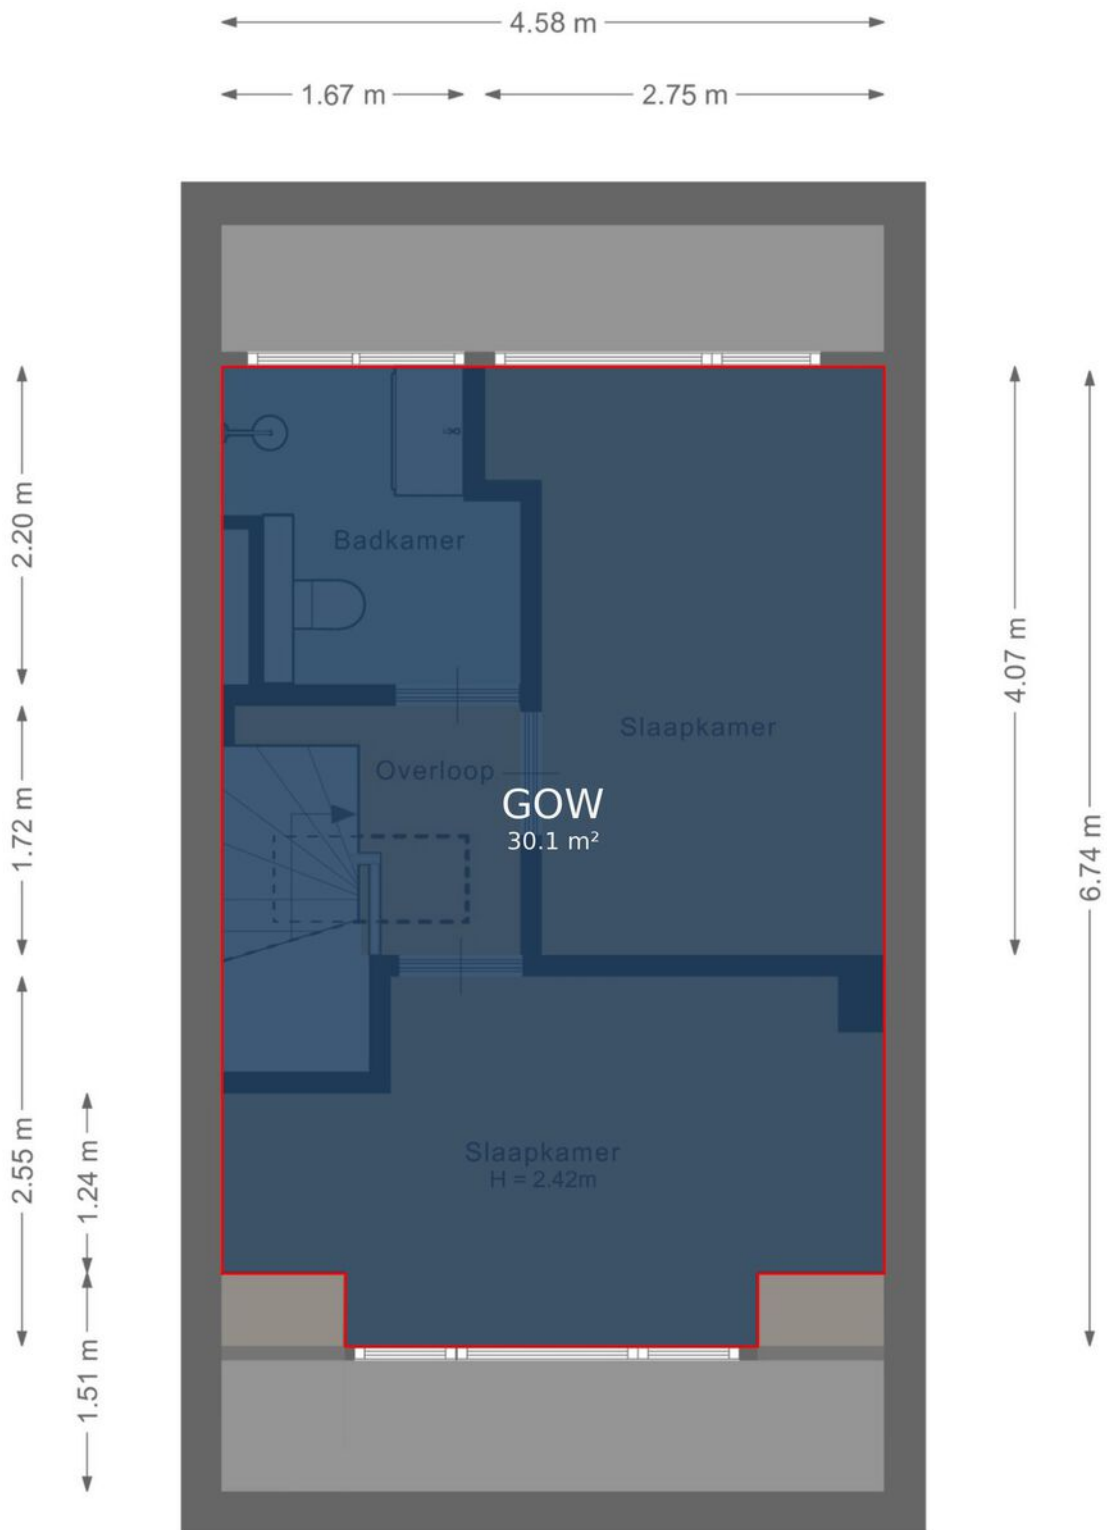 4.58 m
1.67 m
2.75 m
2.20 m
Badkamer
4.07 m
Slaapkamer
Overloop
GOW
30.1 m²
1.72 m
6.74 m
2.55 m
1.24 m
Slaapkamer
H = 2.42m
1.51 m